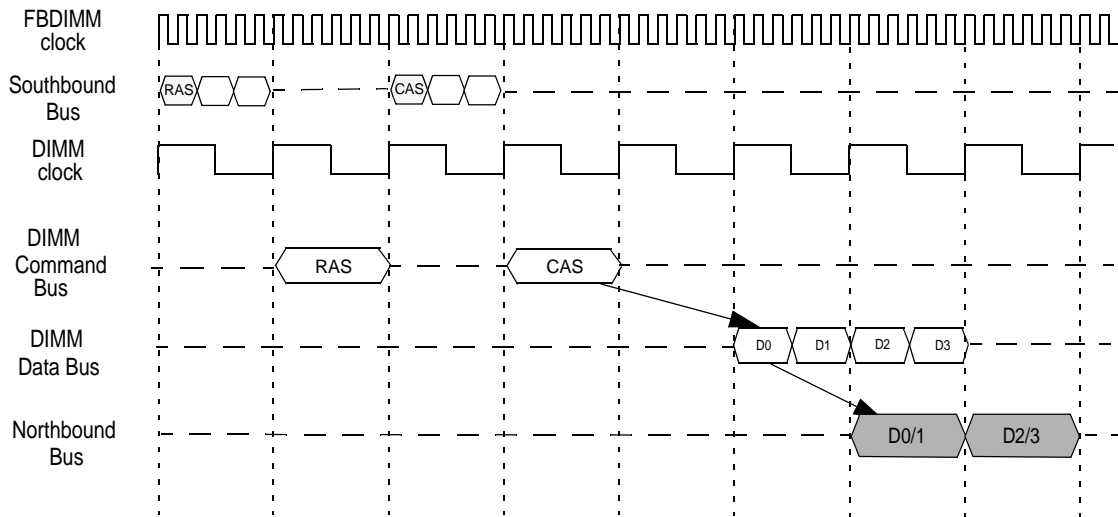 FBDIMM
clock
Southbound
Bus
RAS
CAS
DIMM
clock
DIMM
Command
Bus
RAS
CAS
DIMM
Data Bus
D0
D1
D2
D3
Northbound
Bus
D0/1
D2/3